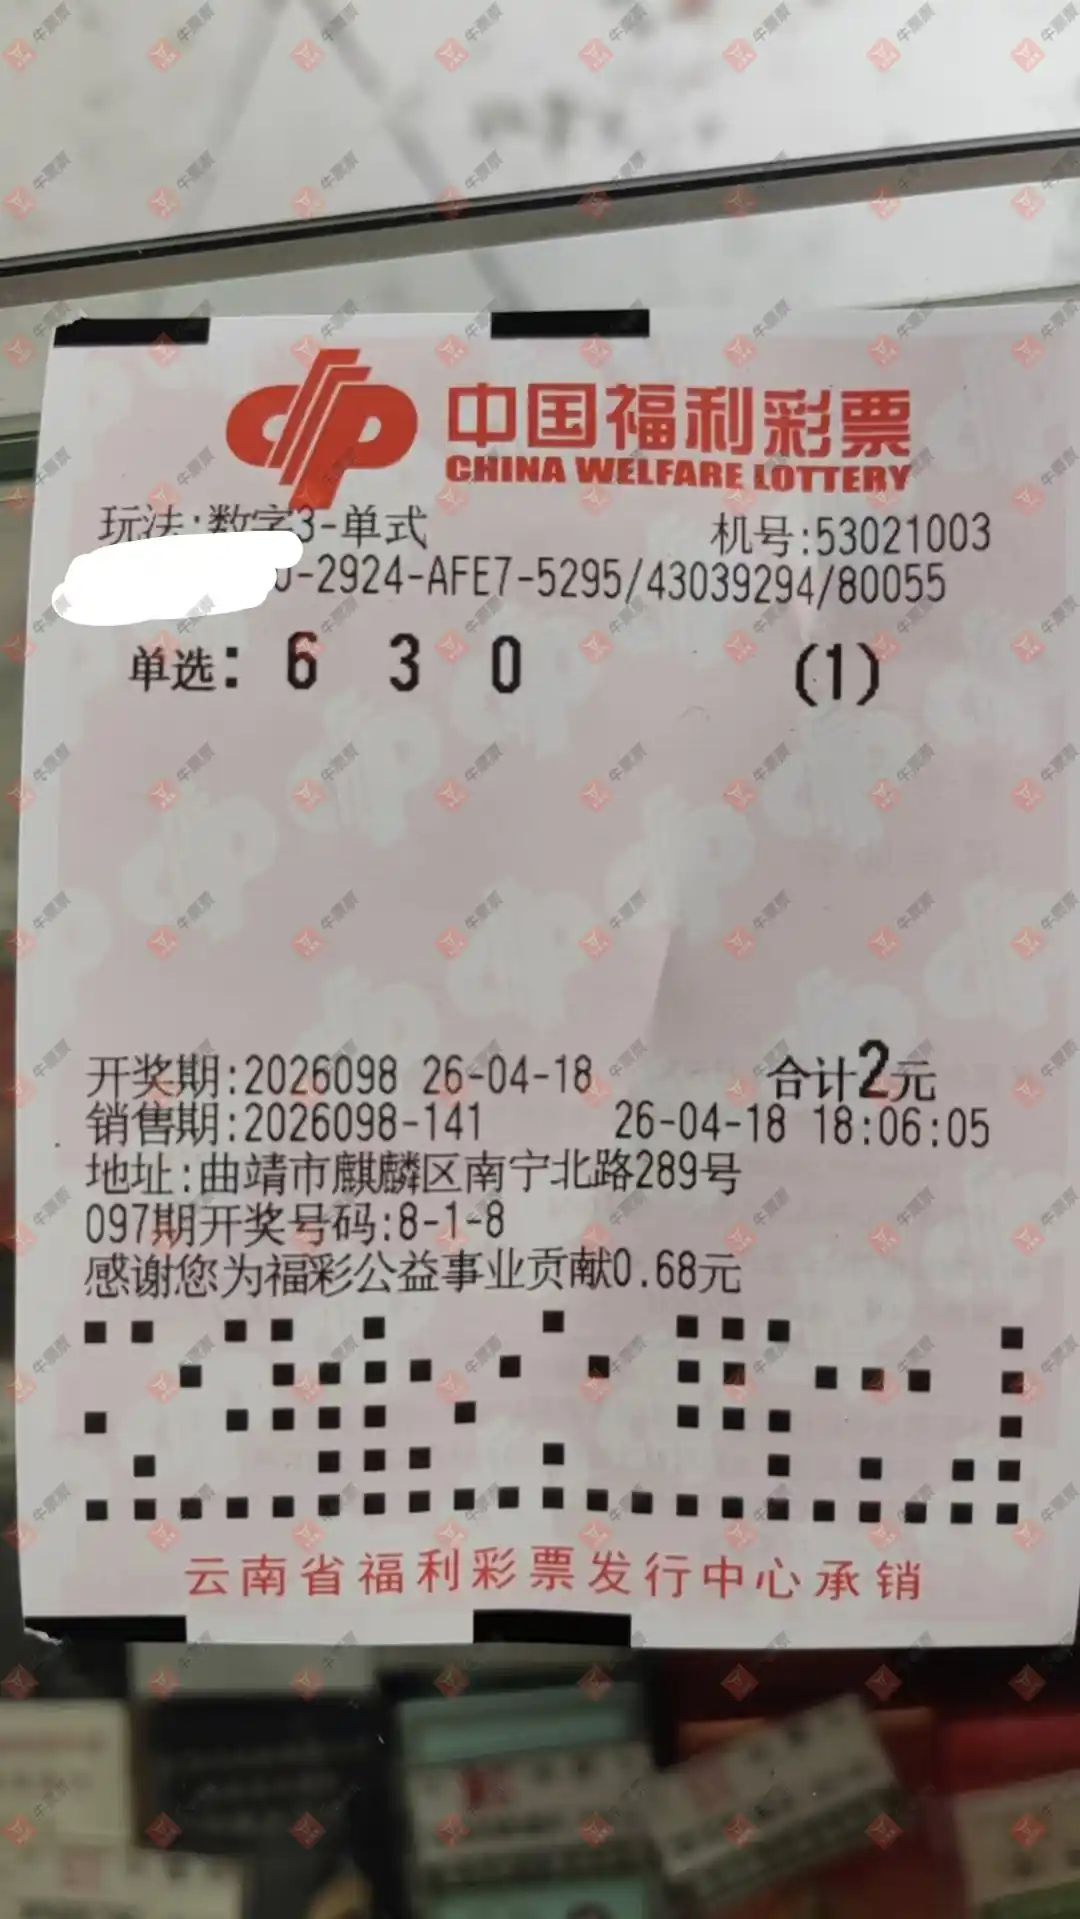 中国福利彩票
CHINA WELFARE LOTTERY
玩法:数字3-单式 机号:53021003
0-2924-AFE7-5295/43039294/80055
单选: 6 3 0 (1)
开奖期:2026098 26-04-18 合计2元
销售期:2026098-141 26-04-18 18:06:05
地址:曲靖市麒麟区南宁北路289号
097期开奖号码:8-1-8
感谢您为福彩公益事业贡献0.68元
云南省福利彩票发行中心承销
牛票票